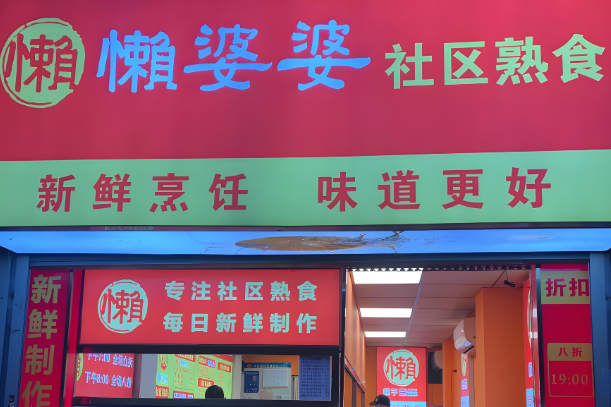 懒 懒婆婆 社区熟食
新鲜烹饪 味道更好
新鲜制作
懒
专注社区熟食
每日新鲜制作
懒
折扣
八折
19:00